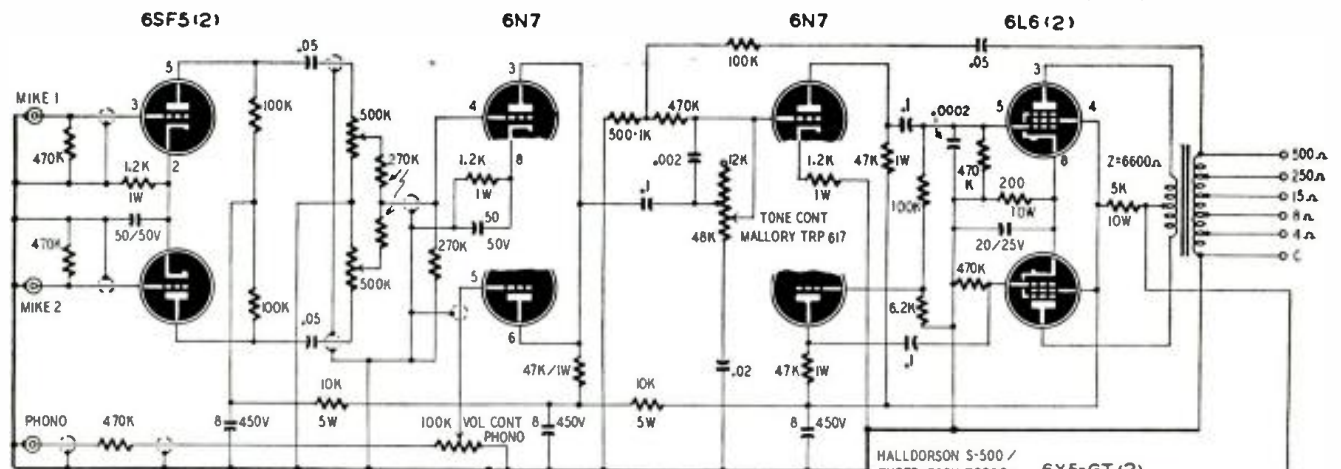 6SF5(2)
6N7
6N7
6L6(2)
MIKE 1
3
5
2
470K
1.2K
1W
50/50V
470K
MIKE 2
100K
100K
.05
.05
500K
500K
270K
4
3
8
1.2K
1W
50
50V
270K
5
6
47K/1W
10K
5W
8
450V
PHONO
470K
100K
VOL CONT
PHONO
8
450V
10K
5W
100K
.05
500·1K
470K
.002
.1
12K
48K
TONE CONT
MALLORY TRP 617
.02
3
1.2K
1W
47K
1W
.1
.0002
100K
6.2K
47K
1W
.1
8
450V
5
3
4
8
470
K
200
10W
20/25V
470K
5K
10W
Z=6600Ω
500Ω
250Ω
15Ω
8Ω
4Ω
C
HALLDORSON S-500 /
6X5-GT(2)